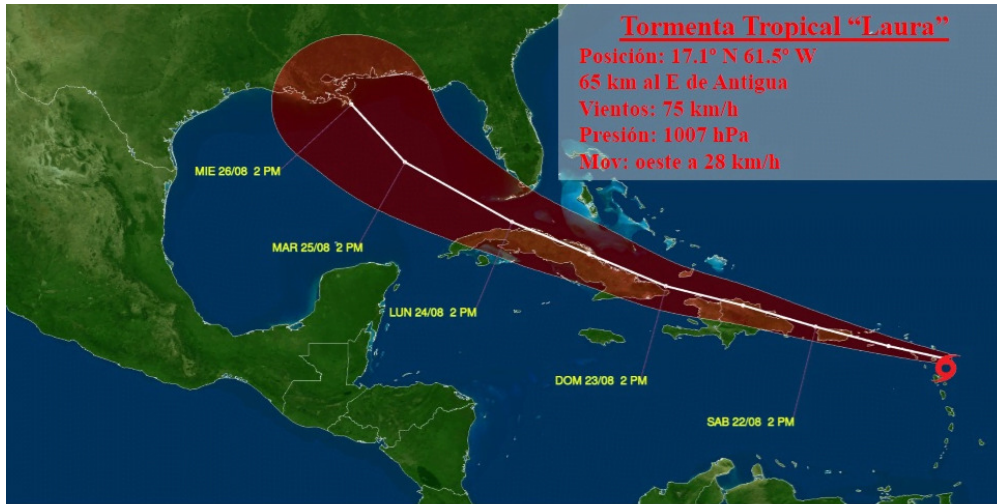 Tormenta Tropical “Laura”
Posición: 17.1º N 61.5º W
65 km al E de Antigua
Vientos: 75 km/h
Presión: 1007 hPa
Mov: oeste a 28 km/h
MIE 26/08 2 PM
MAR 25/08 2 PM
LUN 24/08 2 PM
DOM 23/08 2 PM
SAB 22/08 2 PM